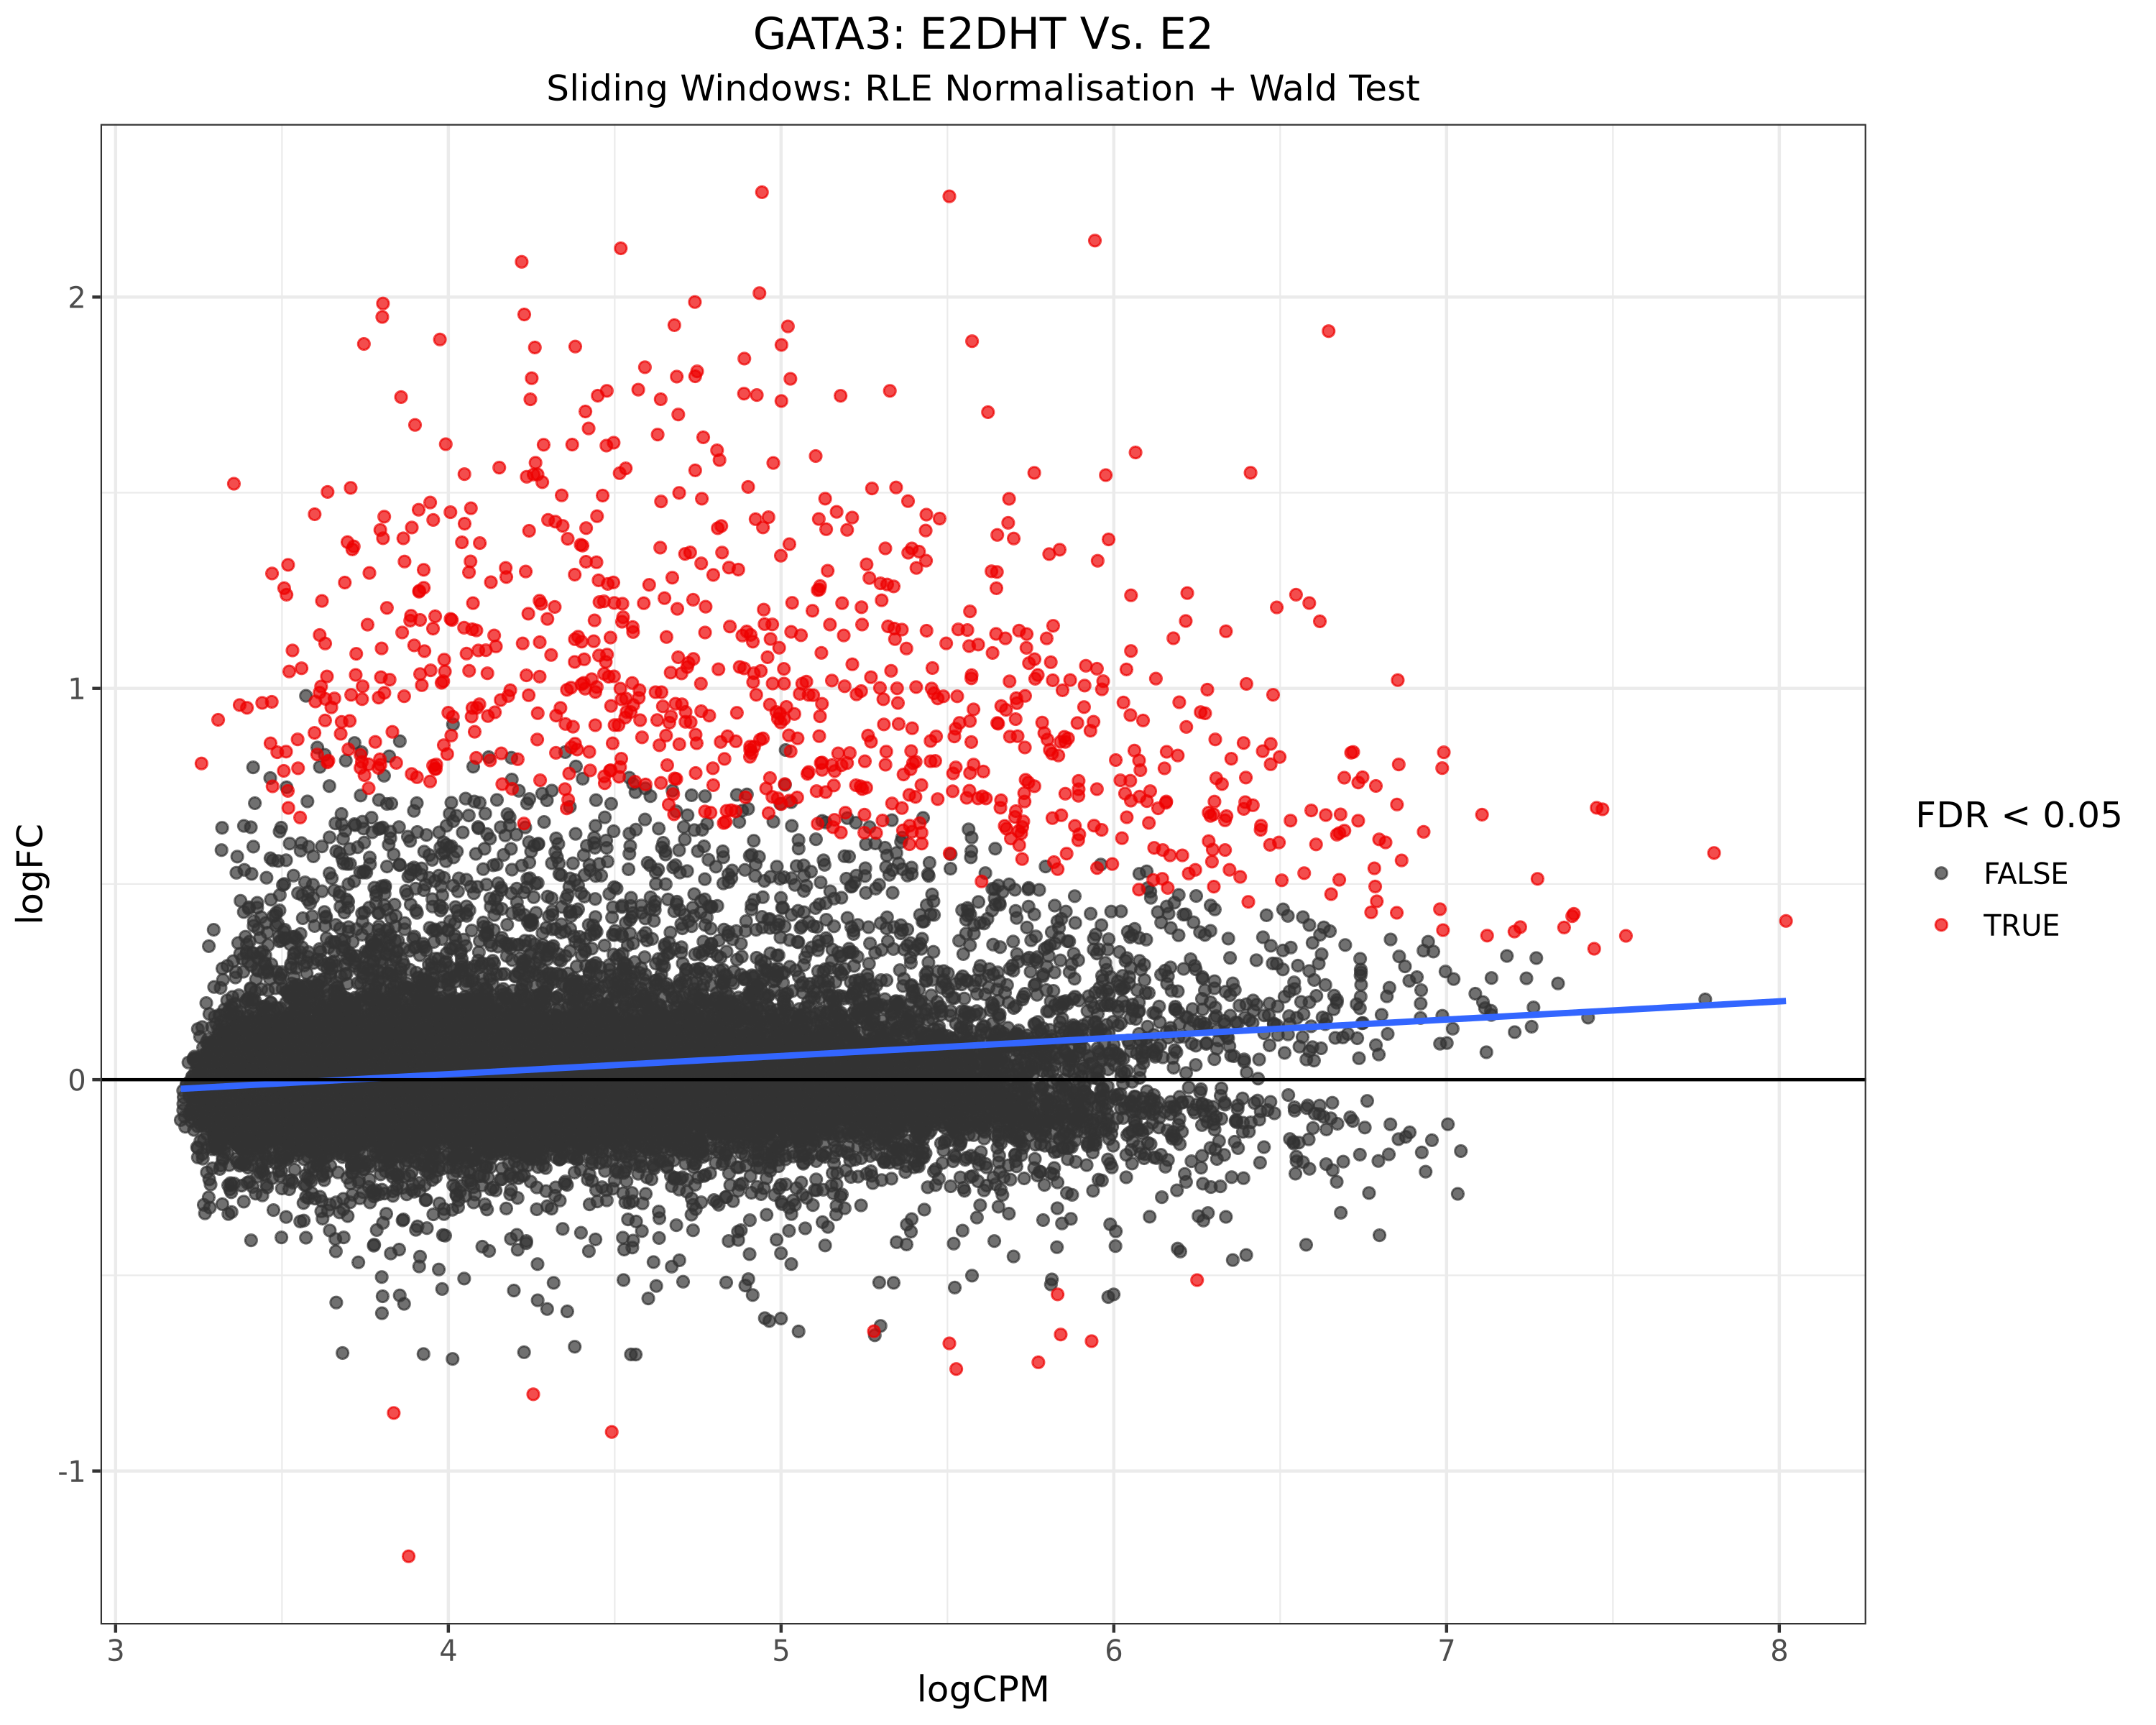 GATA3: E2DHT Vs. E2
Sliding Windows: RLE Normalisation + Wald Test
logFC
2
1
0
-1
3 4 5 6 7 8
logCPM
FDR < 0.05
FALSE
TRUE